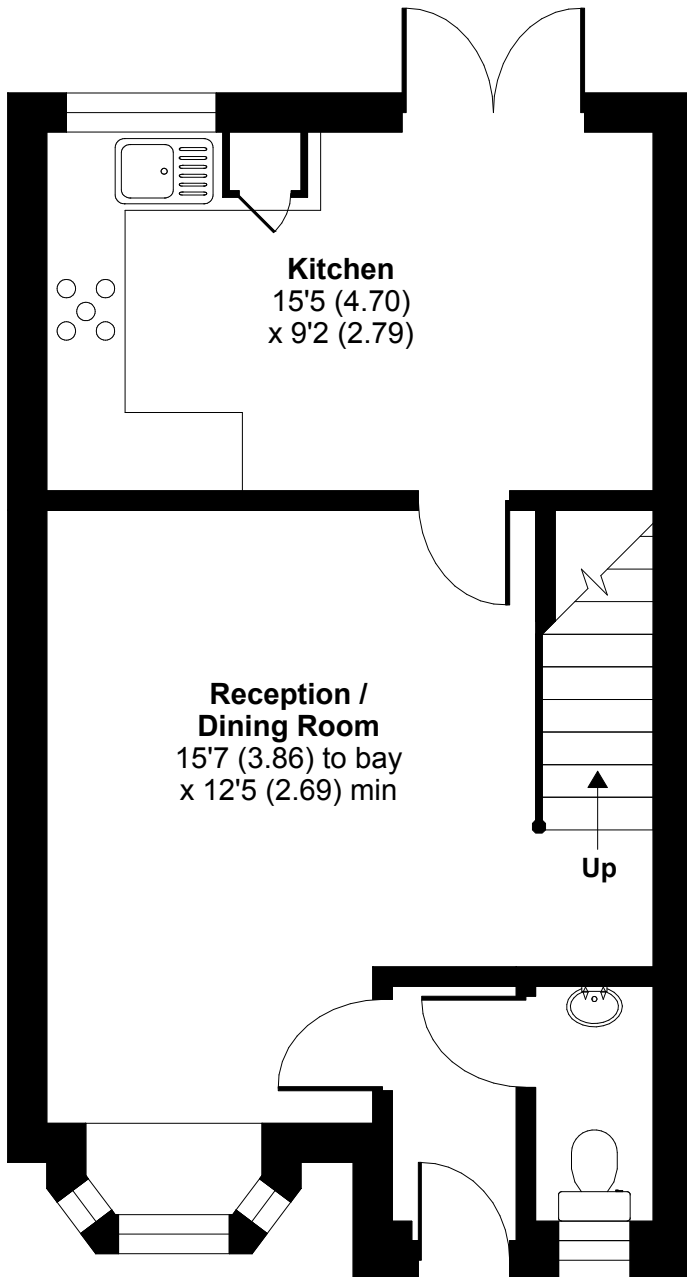 Kitchen
15'5 (4.70)
x 9'2 (2.79)
Reception /
Dining Room
15'7 (3.86) to bay
x 12'5 (2.69) min
Up